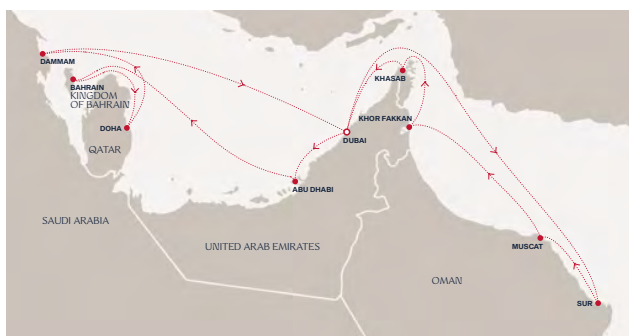 DAMMAM
BAHRAIN
KINGDOM
OF BAHRAIN
KHASAB
KHOR FAKKAN
DOHA
DUBAI
QATAR
ABU DHABI
SAUDI ARABIA
UNITED ARAB EMIRATES
MUSCAT
OMAN
SUR